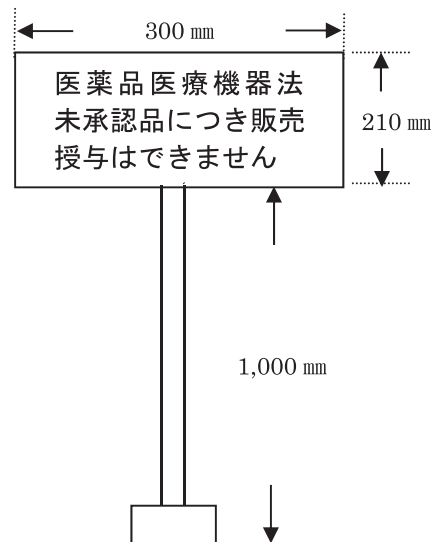 300 ㎜
医薬品医療機器法
未承認品につき販売
授与はできません
210 ㎜
1,000 ㎜